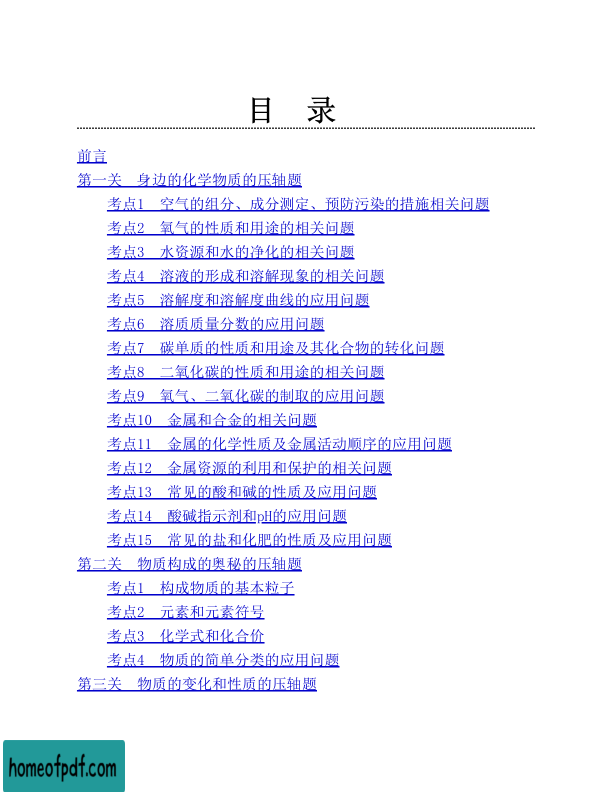 目 录
前言
第一关 身边的化学物质的压轴题
考点1 空气的组分、成分测定、预防污染的措施相关问题
考点2 氧气的性质和用途的相关问题
考点3 水资源和水的净化的相关问题
考点4 溶液的形成和溶解现象的相关问题
考点5 溶解度和溶解度曲线的应用问题
考点6 溶质质量分数的应用问题
考点7 碳单质的性质和用途及其化合物的转化问题
考点8 二氧化碳的性质和用途的相关问题
考点9 氧气、二氧化碳的制取的应用问题
考点10 金属和合金的相关问题
考点11 金属的化学性质及金属活动顺序的应用问题
考点12 金属资源的利用和保护的相关问题
考点13 常见的酸和碱的性质及应用问题
考点14 酸碱指示剂和pH的应用问题
考点15 常见的盐和化肥的性质及应用问题
第二关 物质构成的奥秘的压轴题
考点1 构成物质的基本粒子
考点2 元素和元素符号
考点3 化学式和化合价
考点4 物质的简单分类的应用问题
第三关 物质的变化和性质的压轴题
homeofpdf.com